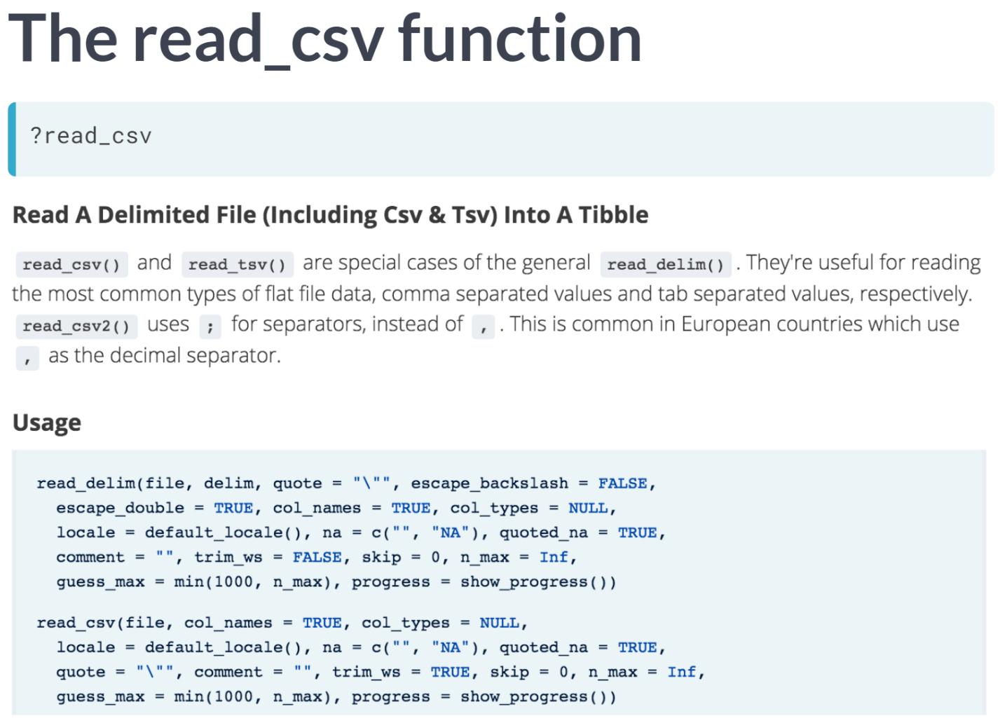 The read_csv function
?read_csv
Read A Delimited File (Including Csv & Tsv) Into A Tibble
read_csv() and read_tsv() are special cases of the general read_delim() . They're useful for reading
the most common types of flat file data, comma separated values and tab separated values, respectively.
read_csv2() uses ; for separators, instead of , . This is common in European countries which use
, as the decimal separator.
Usage
read_delim(file, delim, quote = "\"", escape_backslash = FALSE,
  escape_double = TRUE, col_names = TRUE, col_types = NULL,
  locale = default_locale(), na = c("", "NA"), quoted_na = TRUE,
  comment = "", trim_ws = FALSE, skip = 0, n_max = Inf,
  guess_max = min(1000, n_max), progress = show_progress())
read_csv(file, col_names = TRUE, col_types = NULL,
  locale = default_locale(), na = c("", "NA"), quoted_na = TRUE,
  quote = "\"", comment = "", trim_ws = TRUE, skip = 0, n_max = Inf,
  guess_max = min(1000, n_max), progress = show_progress())